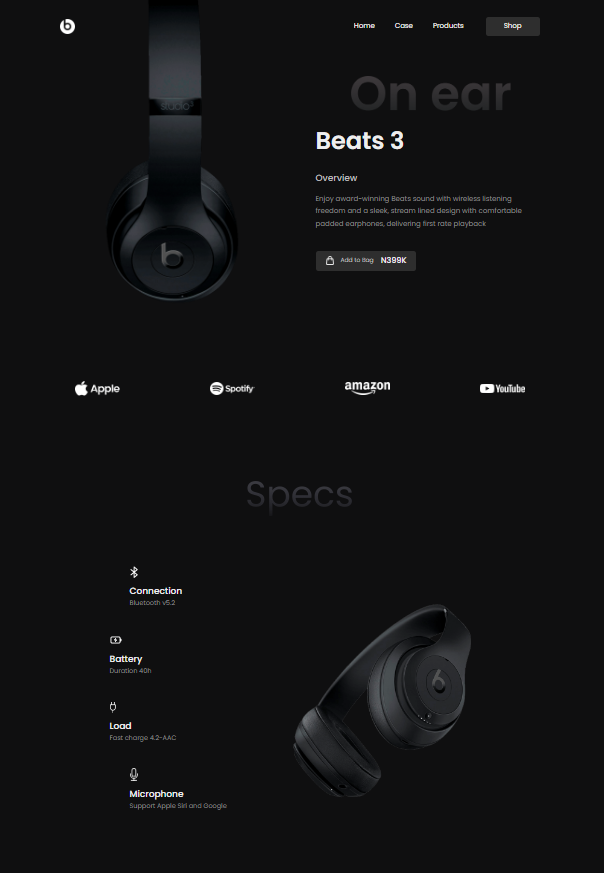 b
Home Case Products Shop
studio³
On ear
Beats 3
Overview
Enjoy award-winning Beats sound with wireless listening
freedom and a sleek, stream lined design with comfortable
padded earphones, delivering first rate playback
Add to Bag N399K
Apple Spotify amazon YouTube
Specs
Connection
Bluetooth v5.2
Battery
Duration 40h
Load
Fast charge 4.2-AAC
Microphone
Support Apple Siri and Google